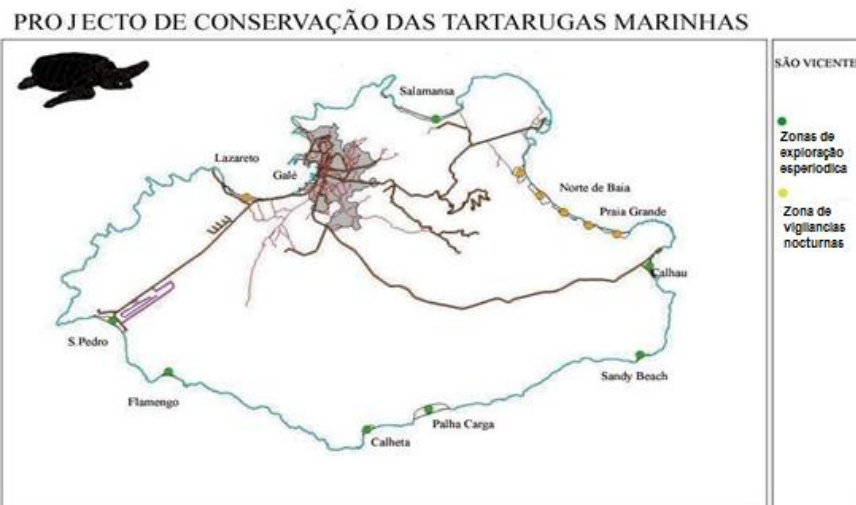 PROJECTO DE CONSERVAÇÃO DAS TARTARUGAS MARINHAS
SÃO VICENTE
Salamansa
Zonas de
exploração
esperiodica
Lazareto
Galé
Norte de Baia
Praia Grande
Zona de
vigilancias
nocturnas
Calhau
S.Pedro
Sandy Beach
Flamengo
Palha Carga
Calheta